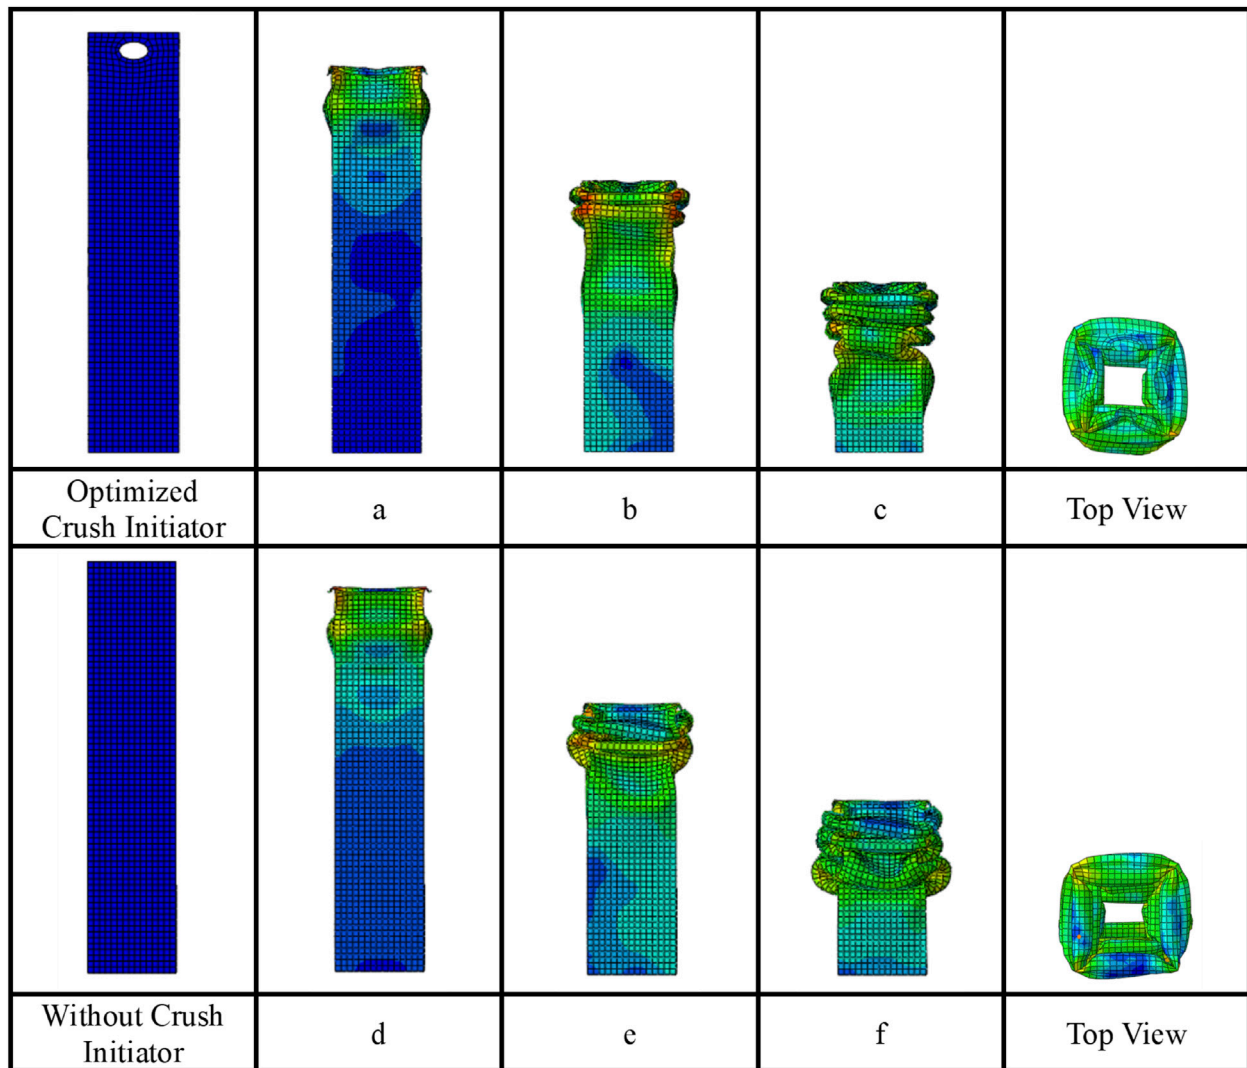 Optimized
Crush Initiator
a
b
c
Top View
Without Crush
Initiator
d
e
f
Top View